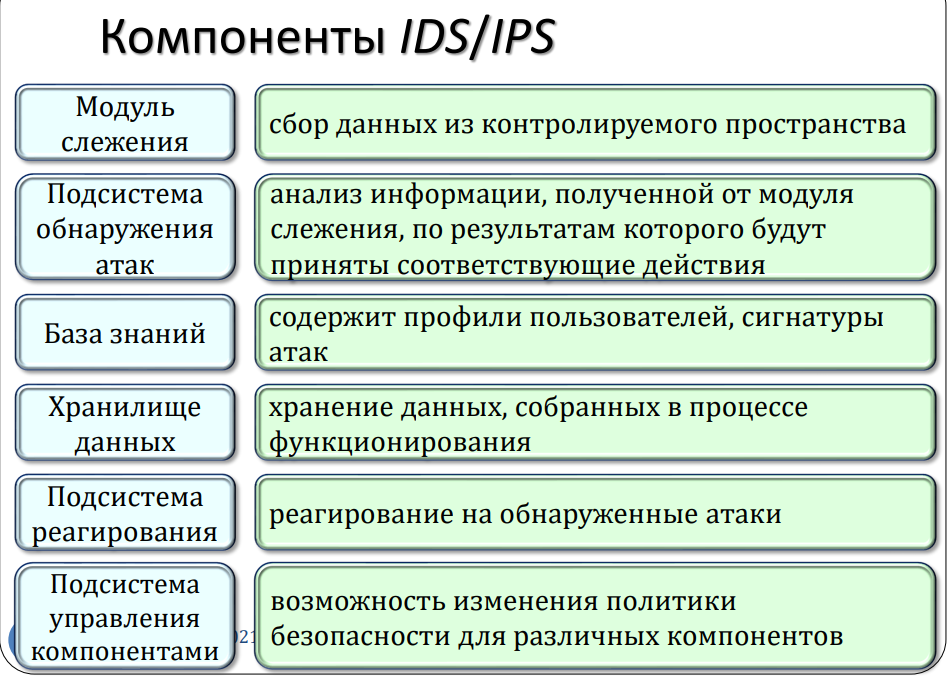 Компоненты IDS/IPS
Модуль
слежения
сбор данных из контролируемого пространства
Подсистема
обнаружения
атак
анализ информации, полученной от модуля
слежения, по результатам которого будут
приняты соответствующие действия
База знаний
содержит профили пользователей, сигнатуры
атак
Хранилище
данных
хранение данных, собранных в процессе
функционирования
Подсистема
реагирования
реагирование на обнаруженные атаки
Подсистема
управления
компонентами
возможность изменения политики
безопасности для различных компонентов